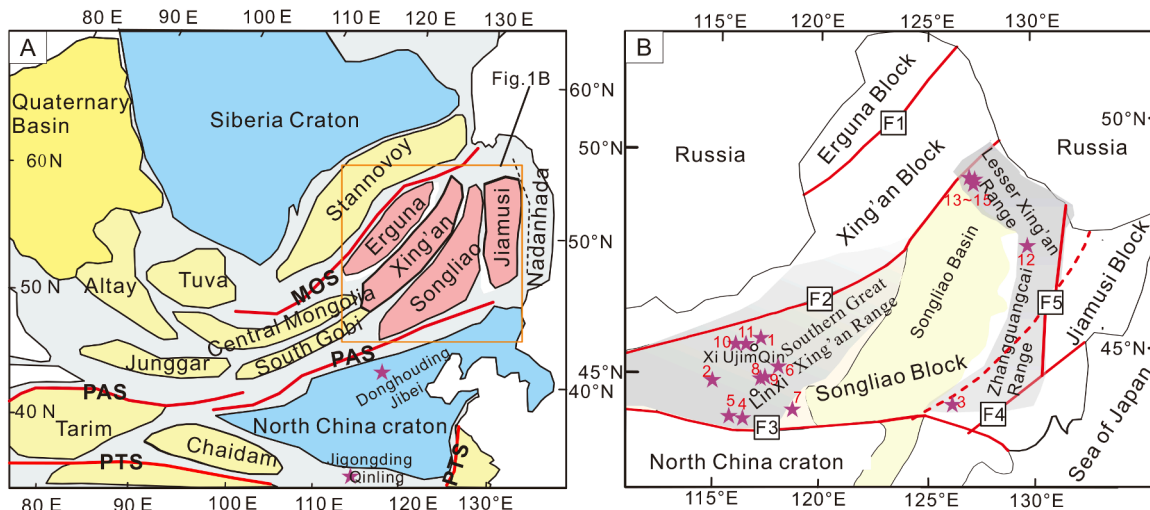 80 E
90 E
100 E
110 E
120 E
130 E
A
Fig.1B
60°N
Quaternary
Basin
Siberia Craton
60 N
Stannovoy
Nadanhada
Erguna
Xing'an
Songliao
Jiamusi
50°N
Tuva
Altay
50 N
MOS
Central Mongolia
South Gobi
Junggar
PAS
PAS
Donghouding
Jibei
45°N
40°N
40 N
Tarim
North China craton
Chaidam
PTS
PTS
Jigongding
Qinling
80 E
90 E
100 E
110 E
120 E
130 E
115°E
120°E
125°E
130°E
B
Erguna Block
F1
50°N
50°N
Russia
Russia
Xing'an Block
Lesser Xing'an
Range
13~15
12
Songliao Basin
Zhangguangcai
Range
F5
Jiamusi Block
F2
Southern Great
Xing'an Range
11
10
1
Xi UjimQin
2
8
9
6
LinXi
45°N
7
5
4
Songliao Block
3
F4
F3
North China craton
Sea of Japan
115°E
120°E
125°E
130°E